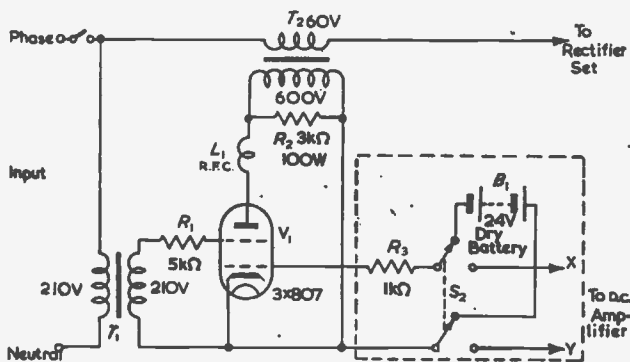 Phase
T₂ 60V
To
Rectifier
Set
600V
R₂ 3kΩ
100W
L₁
R.F.C.
Input
R₁
5kΩ
V₁
3×807
R₃
1kΩ
B₁
24V
Dry
Battery
S₂
X
Y
To D.C.
Amp-
lifier
210V
T₁
210V
Neutral